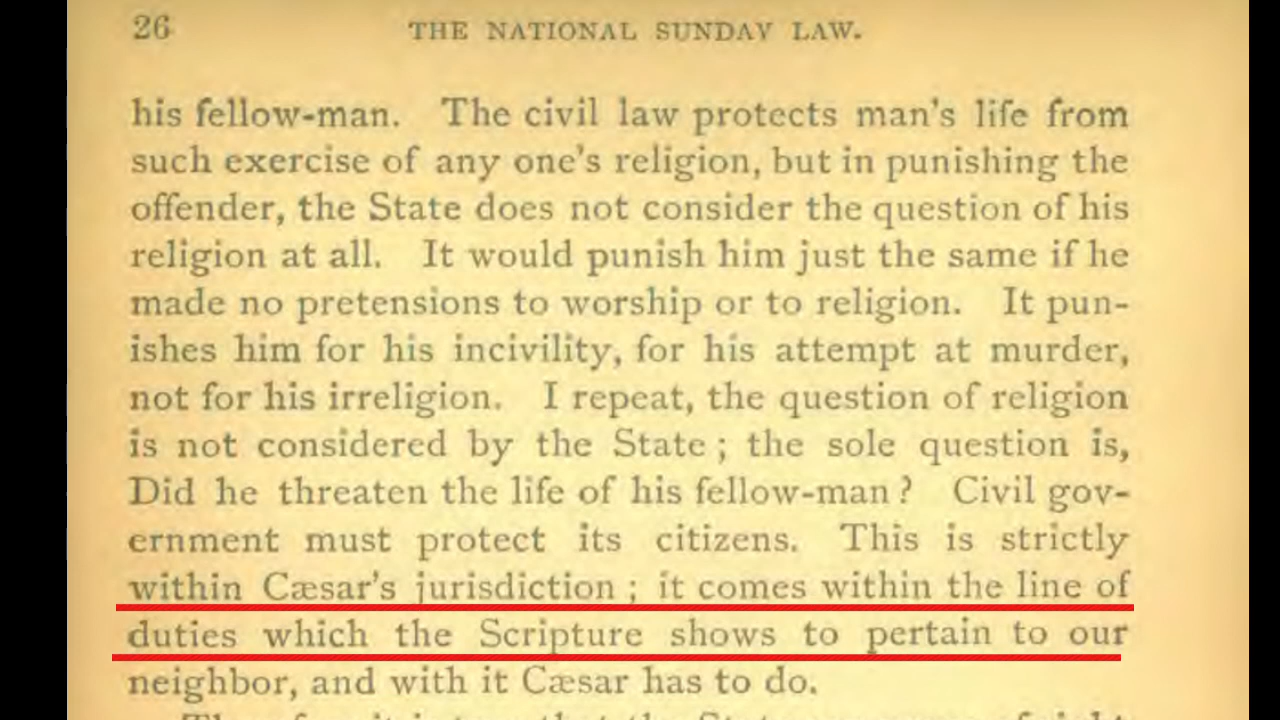 26
THE NATIONAL SUNDAY LAW.
his fellow-man. The civil law protects man's life from
such exercise of any one's religion, but in punishing the
offender, the State does not consider the question of his
religion at all. It would punish him just the same if he
made no pretensions to worship or to religion. It pun-
ishes him for his incivility, for his attempt at murder,
not for his irreligion. I repeat, the question of religion
is not considered by the State ; the sole question is,
Did he threaten the life of his fellow-man ? Civil gov-
ernment must protect its citizens. This is strictly
within Cæsar's jurisdiction ; it comes within the line of
duties which the Scripture shows to pertain to our
neighbor, and with it Cæsar has to do.